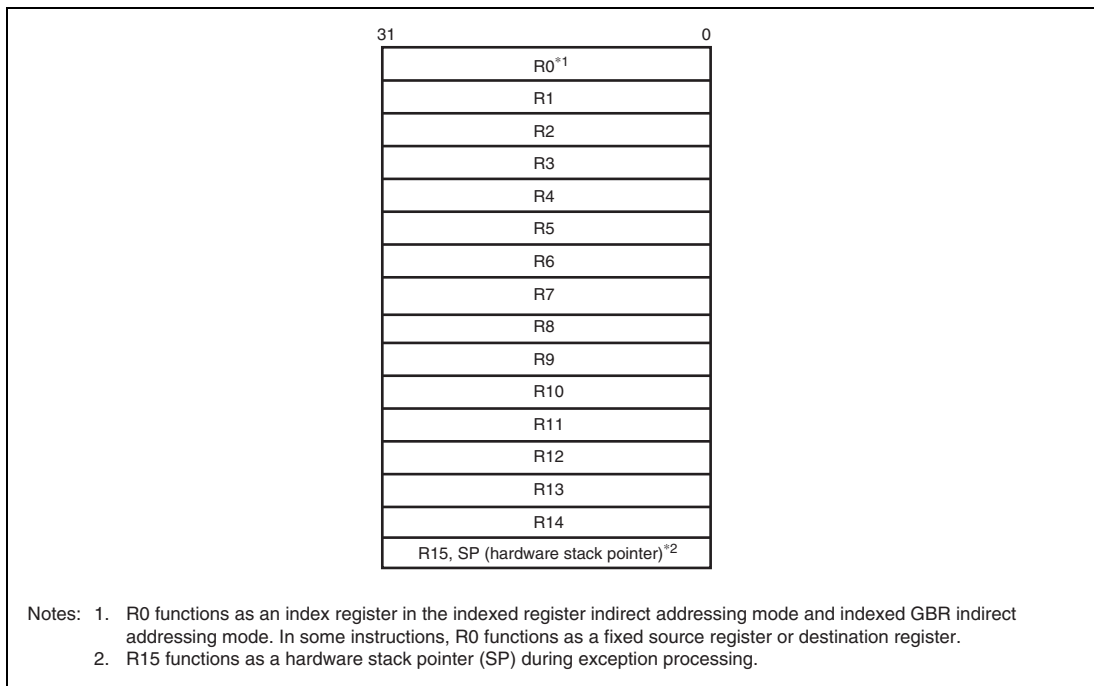 31 0
R0*1
R1
R2
R3
R4
R5
R6
R7
R8
R9
R10
R11
R12
R13
R14
R15, SP (hardware stack pointer)*2
Notes: 1. R0 functions as an index register in the indexed register indirect addressing mode and indexed GBR indirect
addressing mode. In some instructions, R0 functions as a fixed source register or destination register.
2. R15 functions as a hardware stack pointer (SP) during exception processing.